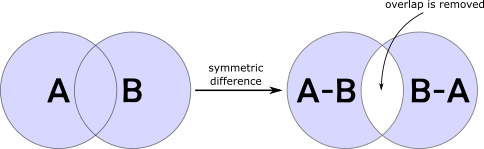 overlap is removed
A
B
symmetric
difference
A-B
B-A